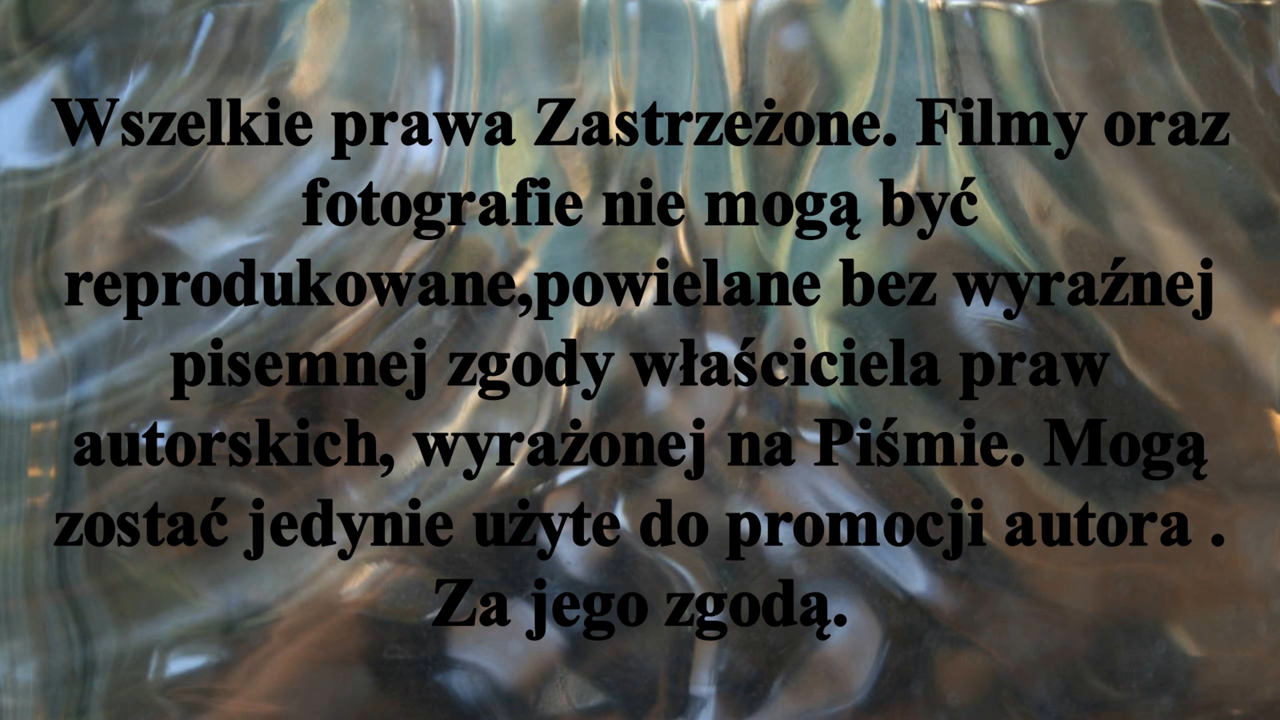 Wszelkie prawa Zastrzeżone. Filmy oraz
fotografie nie mogą być
reprodukowane,powielane bez wyraźnej
pisemnej zgody właściciela praw
autorskich, wyrażonej na Piśmie. Mogą
zostać jedynie użyte do promocji autora .
Za jego zgodą.